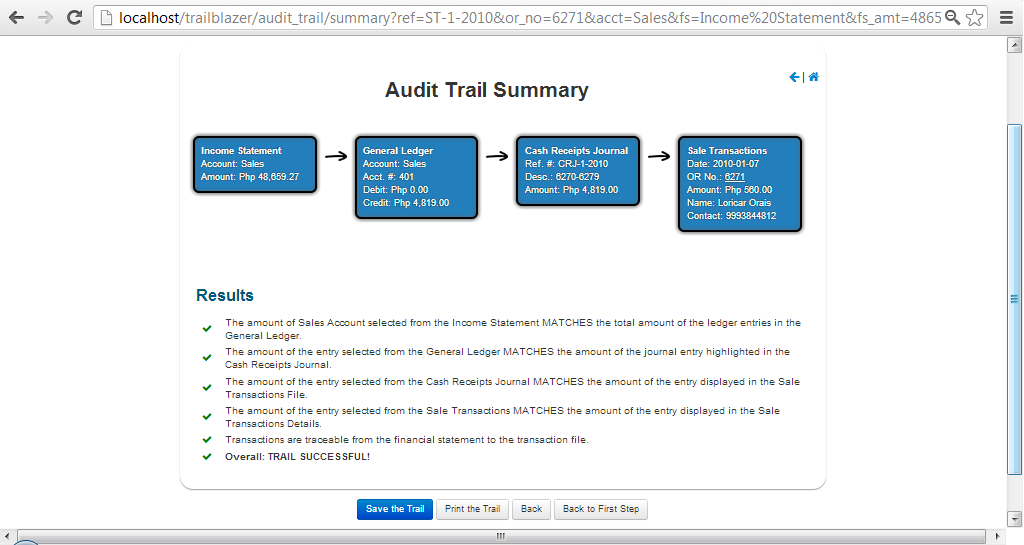 localhost/trailblazer/audit_trail/summary?ref=ST-1-2010&or_no=6271&acct=Sales&fs=Income%20Statement&fs_amt=4865
Audit Trail Summary
Income Statement
Account: Sales
Amount: Php 48,659.27
General Ledger
Account: Sales
Acct. #: 401
Debit: Php 0.00
Credit: Php 4,819.00
Cash Receipts Journal
Ref. #: CRJ-1-2010
Desc.: 6270-6279
Amount: Php 4,819.00
Sale Transactions
Date: 2010-01-07
OR No.: 6271
Amount: Php 560.00
Name: Loricar Orais
Contact: 9993844812
Results
The amount of Sales Account selected from the Income Statement MATCHES the total amount of the ledger entries in the
General Ledger.
The amount of the entry selected from the General Ledger MATCHES the amount of the journal entry highlighted in the
Cash Receipts Journal.
The amount of the entry selected from the Cash Receipts Journal MATCHES the amount of the entry displayed in the Sale
Transactions File.
The amount of the entry selected from the Sale Transactions MATCHES the amount of the entry displayed in the Sale
Transactions Details.
Transactions are traceable from the financial statement to the transaction file.
Overall: TRAIL SUCCESSFUL!
Save the Trail
Print the Trail
Back
Back to First Step